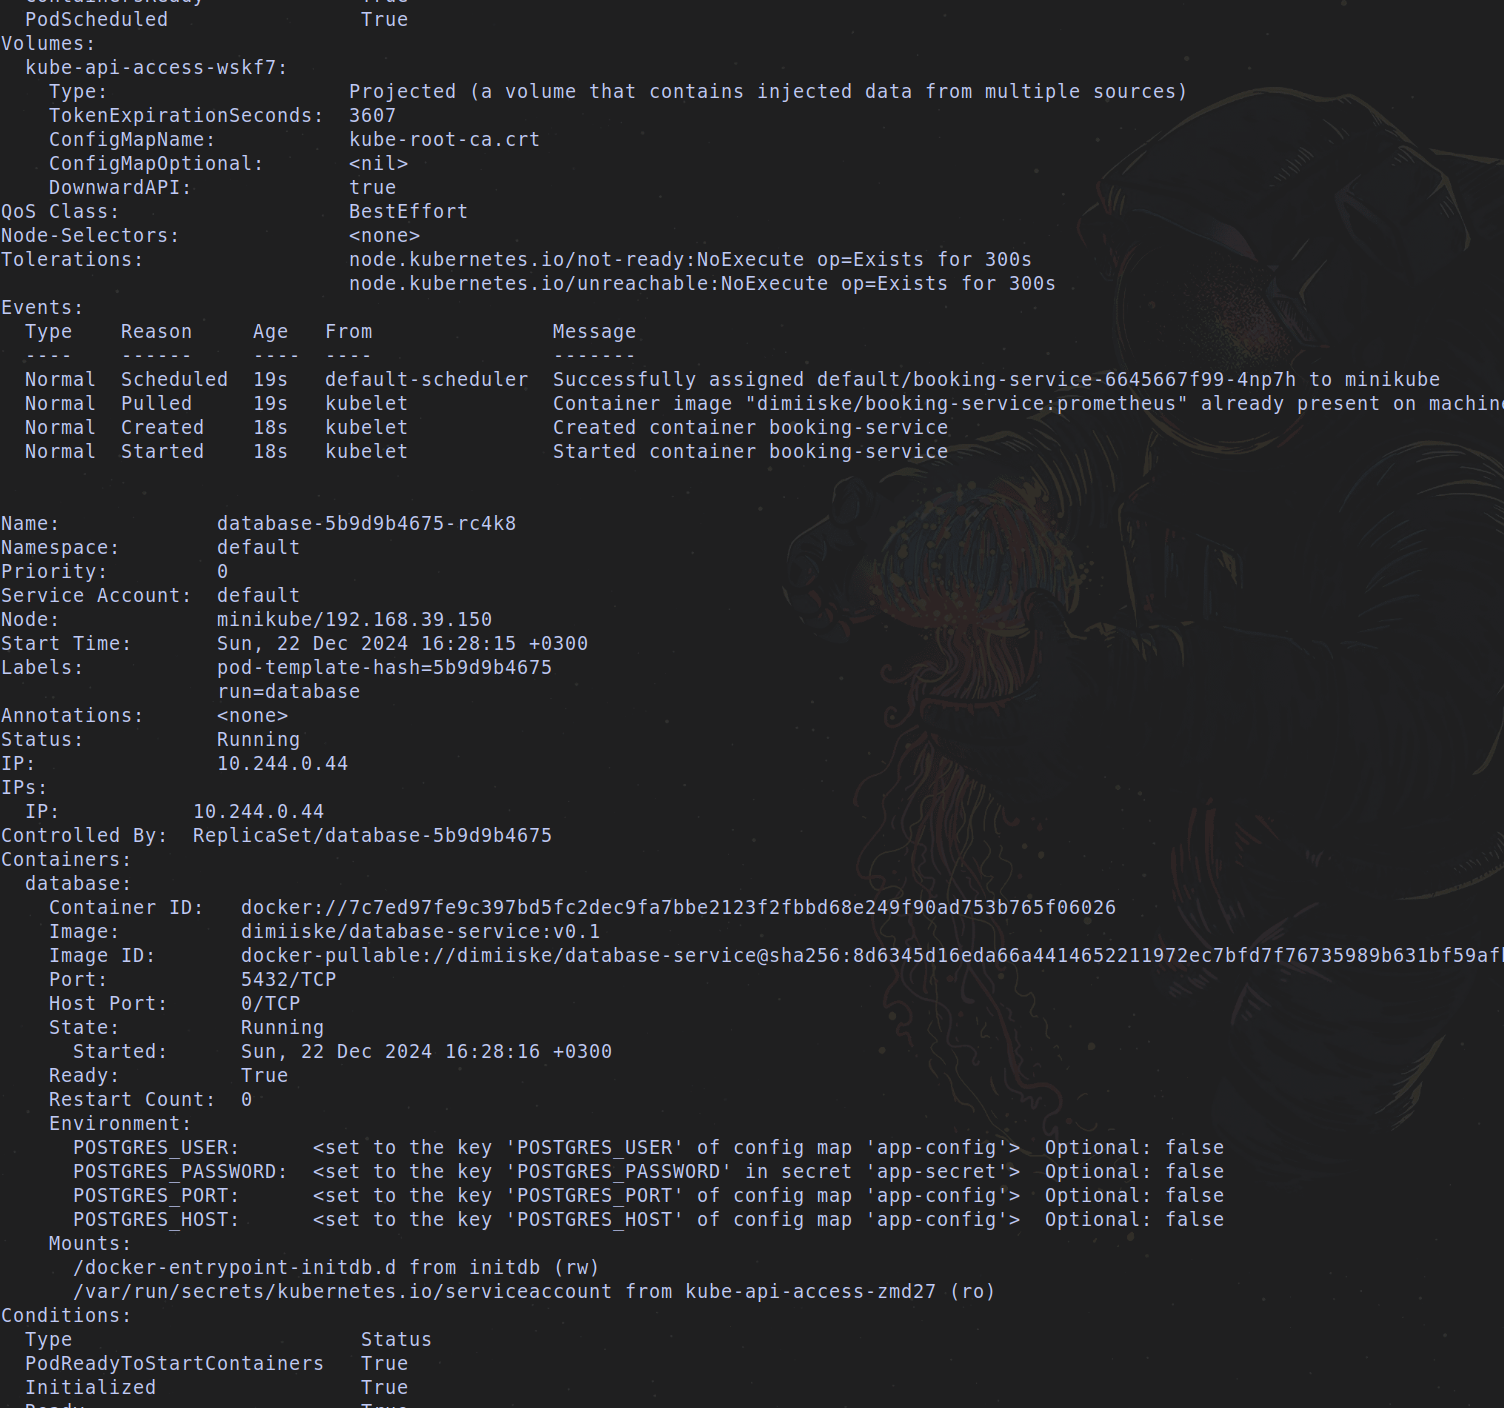 PodScheduled                True
Volumes:
  kube-api-access-wskf7:
    Type:                    Projected (a volume that contains injected data from multiple sources)
    TokenExpirationSeconds:  3607
    ConfigMapName:           kube-root-ca.crt
    ConfigMapOptional:       <nil>
    DownwardAPI:             true
QoS Class:                   BestEffort
Node-Selectors:              <none>
Tolerations:                 node.kubernetes.io/not-ready:NoExecute op=Exists for 300s
                             node.kubernetes.io/unreachable:NoExecute op=Exists for 300s
Events:
  Type    Reason     Age   From               Message
  ----    ------     ----  ----               -------
  Normal  Scheduled  19s   default-scheduler  Successfully assigned default/booking-service-6645667f99-4np7h to minikube
  Normal  Pulled     19s   kubelet            Container image "dimiiske/booking-service:prometheus" already present on machine
  Normal  Created    18s   kubelet            Created container booking-service
  Normal  Started    18s   kubelet            Started container booking-service
Name:             database-5b9d9b4675-rc4k8
Namespace:        default
Priority:         0
Service Account:  default
Node:             minikube/192.168.39.150
Start Time:       Sun, 22 Dec 2024 16:28:15 +0300
Labels:           pod-template-hash=5b9d9b4675
                  run=database
Annotations:      <none>
Status:           Running
IP:               10.244.0.44
IPs:
  IP:           10.244.0.44
Controlled By:  ReplicaSet/database-5b9d9b4675
Containers:
  database:
    Container ID:   docker://7c7ed97fe9c397bd5fc2dec9fa7bbe2123f2fbbd68e249f90ad753b765f06026
    Image:          dimiiske/database-service:v0.1
    Image ID:       docker-pullable://dimiiske/database-service@sha256:8d6345d16eda66a4414652211972ec7bfd7f76735989b631bf59af
    Port:           5432/TCP
    Host Port:      0/TCP
    State:          Running
      Started:      Sun, 22 Dec 2024 16:28:16 +0300
    Ready:          True
    Restart Count:  0
    Environment:
      POSTGRES_USER:      <set to the key 'POSTGRES_USER' of config map 'app-config'>  Optional: false
      POSTGRES_PASSWORD:  <set to the key 'POSTGRES_PASSWORD' in secret 'app-secret'>  Optional: false
      POSTGRES_PORT:      <set to the key 'POSTGRES_PORT' of config map 'app-config'>  Optional: false
      POSTGRES_HOST:      <set to the key 'POSTGRES_HOST' of config map 'app-config'>  Optional: false
    Mounts:
      /docker-entrypoint-initdb.d from initdb (rw)
      /var/run/secrets/kubernetes.io/serviceaccount from kube-api-access-zmd27 (ro)
Conditions:
  Type                        Status
  PodReadyToStartContainers   True
  Initialized                 True